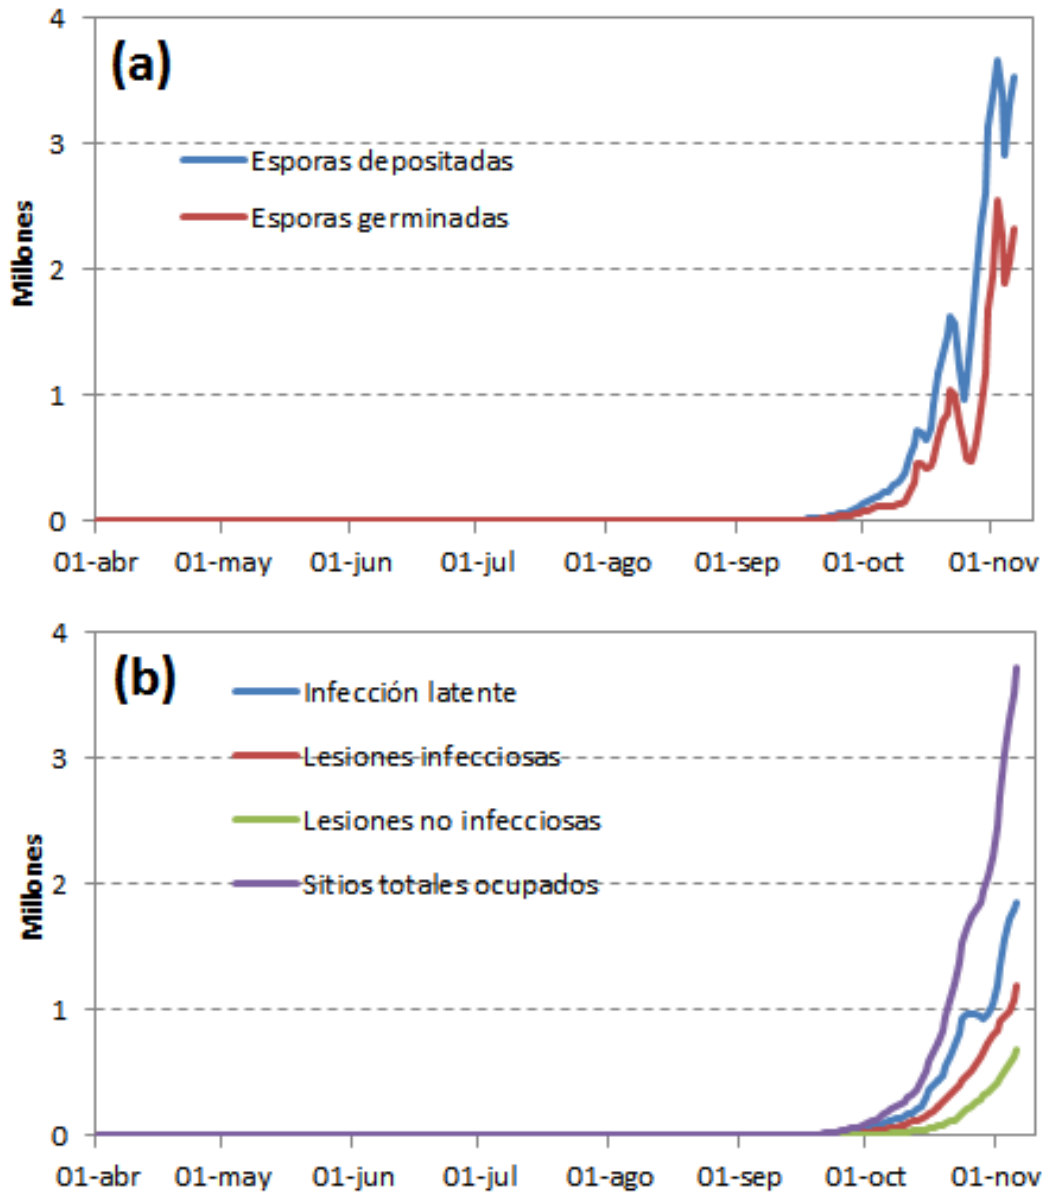 4
(a)
3
Esporas depositadas
Esporas germinadas
Millones
2
1
0
01-abr 01-may 01-jun 01-jul 01-ago 01-sep 01-oct 01-nov
4
(b)
Infección latente
3
Lesiones infecciosas
Lesiones no infecciosas
Millones
2
Sitios totales ocupados
1
0
01-abr 01-may 01-jun 01-jul 01-ago 01-sep 01-oct 01-nov